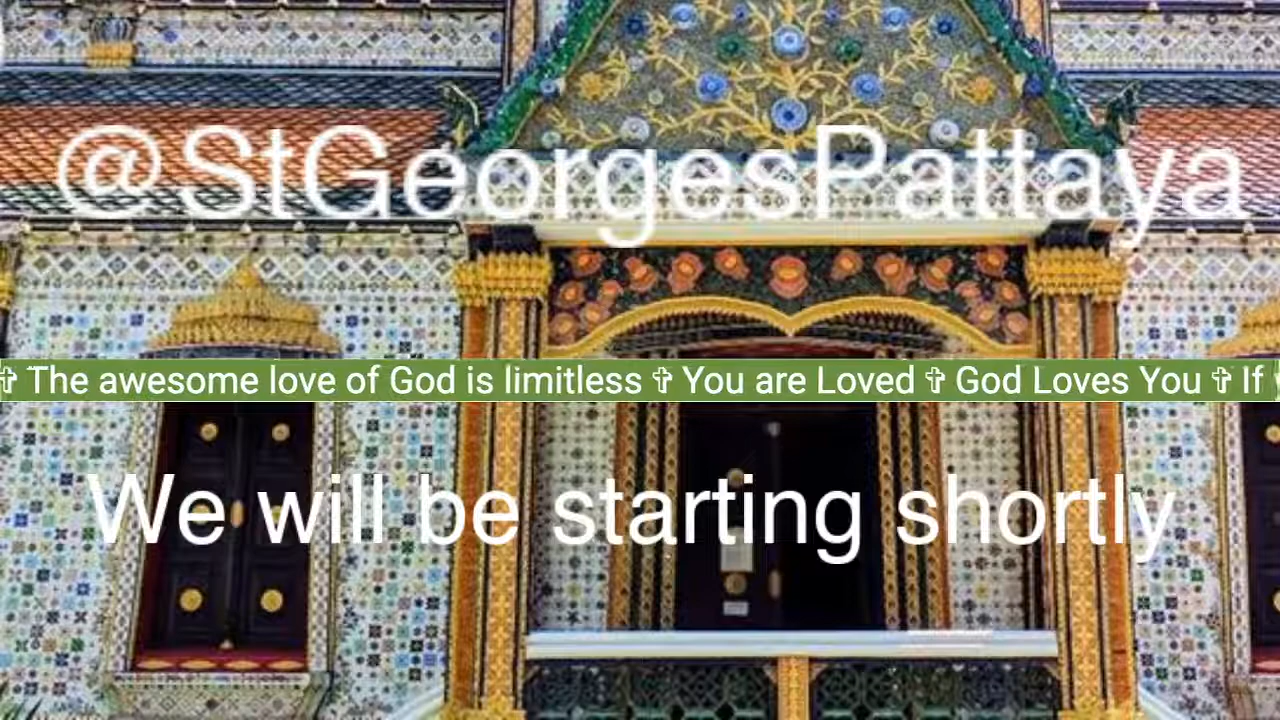 @StGeorgesPattaya
✞ The awesome love of God is limitless ✞ You are Loved ✞ God Loves You ✞ If
We will be starting shortly